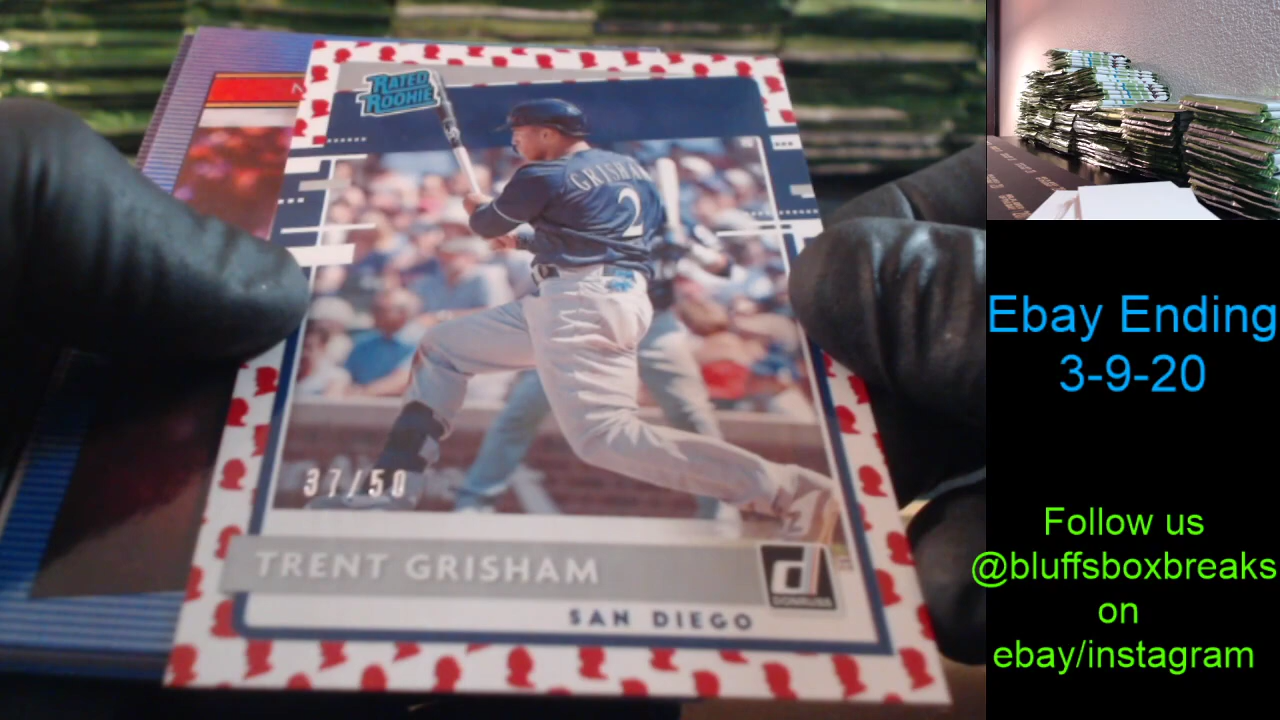 RATED
ROOKIE
GRISHAM
2
37/50
TRENT GRISHAM
d
DONRUSS
SAN DIEGO
Ebay Ending
3-9-20
Follow us
@bluffsboxbreaks
on
ebay/instagram